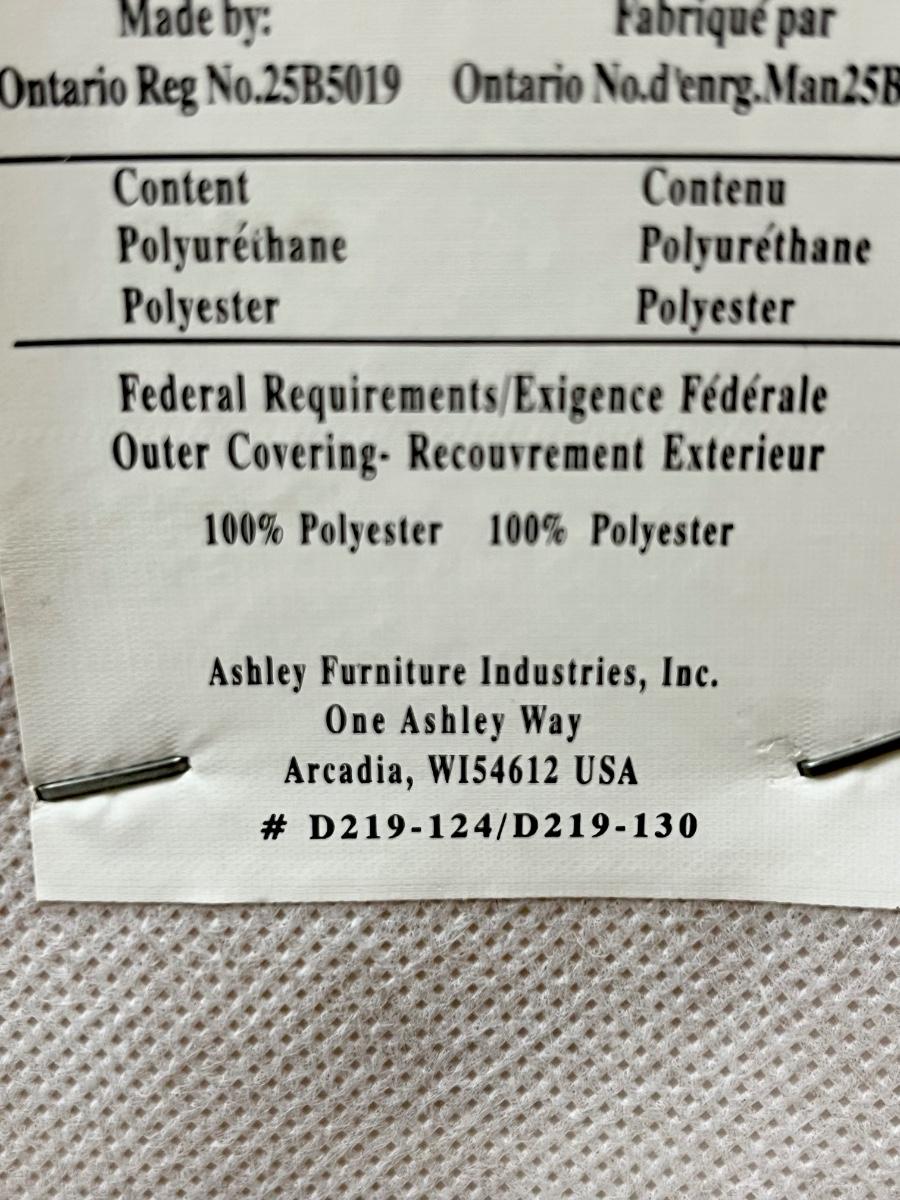 Made by: Fabriqué par
Ontario Reg No.25B5019 Ontario No.d'enrg.Man25B
Content Contenu
Polyuréthane Polyuréthane
Polyester Polyester
Federal Requirements/Exigence Fédérale
Outer Covering- Recouvrement Exterieur
100% Polyester 100% Polyester
Ashley Furniture Industries, Inc.
One Ashley Way
Arcadia, WI54612 USA
# D219-124/D219-130